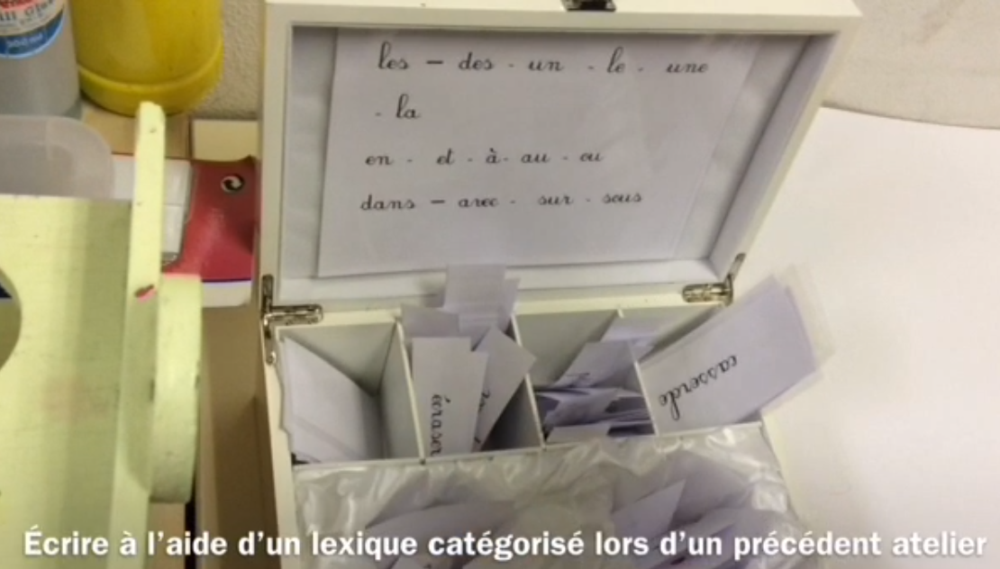 les – des - un - le - une
- la
en - et - à - au - ou
dans – avec - sur - sous
écraser
casserole
Écrire à l'aide d'un lexique catégorisé lors d'un précédent atelier